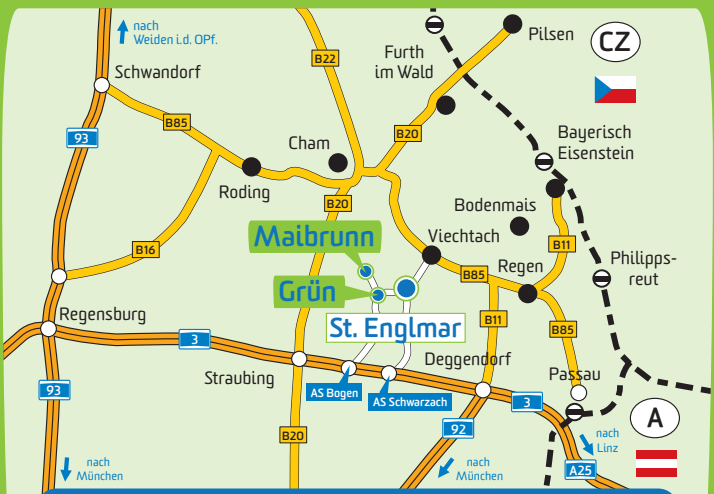 nach
Weiden i.d. OPf.
Pilsen
CZ
Furth
im Wald
B22
Schwandorf
B85
93
B20
Bayerisch
Eisenstein
Cham
Roding
B20
Bodenmais
Maibrunn
Viechtach
B16
B11
Philipps-
reut
Regen
B85
Grün
Regensburg
St. Englmar
B11
B85
3
Deggendorf
Straubing
AS Bogen
AS Schwarzach
Passau
93
3
A
92
B20
nach
Linz
nach
München
nach
München
A25